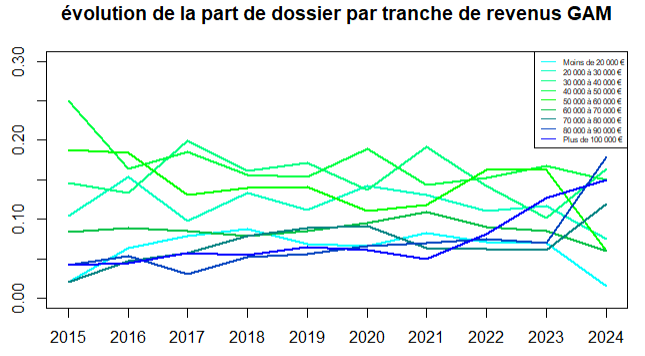 évolution de la part de dossier par tranche de revenus GAM
0.30
0.20
0.10
0.00
Moins de 20 000 €
20 000 à 30 000 €
30 000 à 40 000 €
40 000 à 50 000 €
50 000 à 60 000 €
60 000 à 70 000 €
70 000 à 80 000 €
80 000 à 90 000 €
Plus de 100 000 €
2015 2016 2017 2018 2019 2020 2021 2022 2023 2024